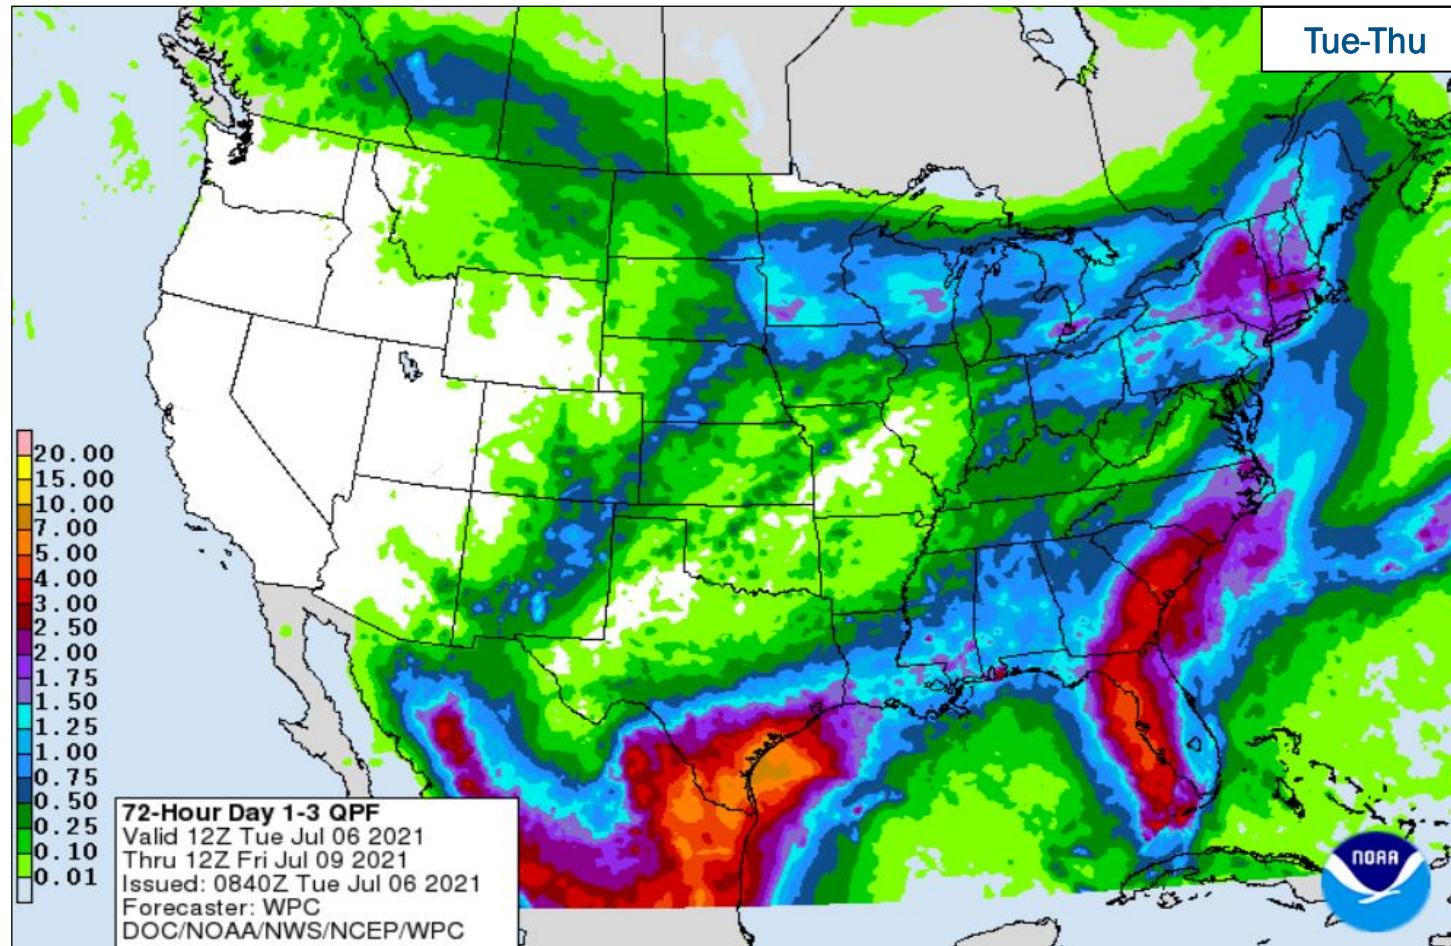 Tue-Thu
20.00
15.00
10.00
7.00
5.00
4.00
3.00
2.50
2.00
1.75
1.50
1.25
1.00
0.75
0.50
0.25
0.10
0.01
72-Hour Day 1-3 QPF
Valid 12Z Tue Jul 06 2021
Thru 12Z Fri Jul 09 2021
Issued: 0840Z Tue Jul 06 2021
Forecaster: WPC
DOC/NOAA/NWS/NCEP/WPC
NOAA